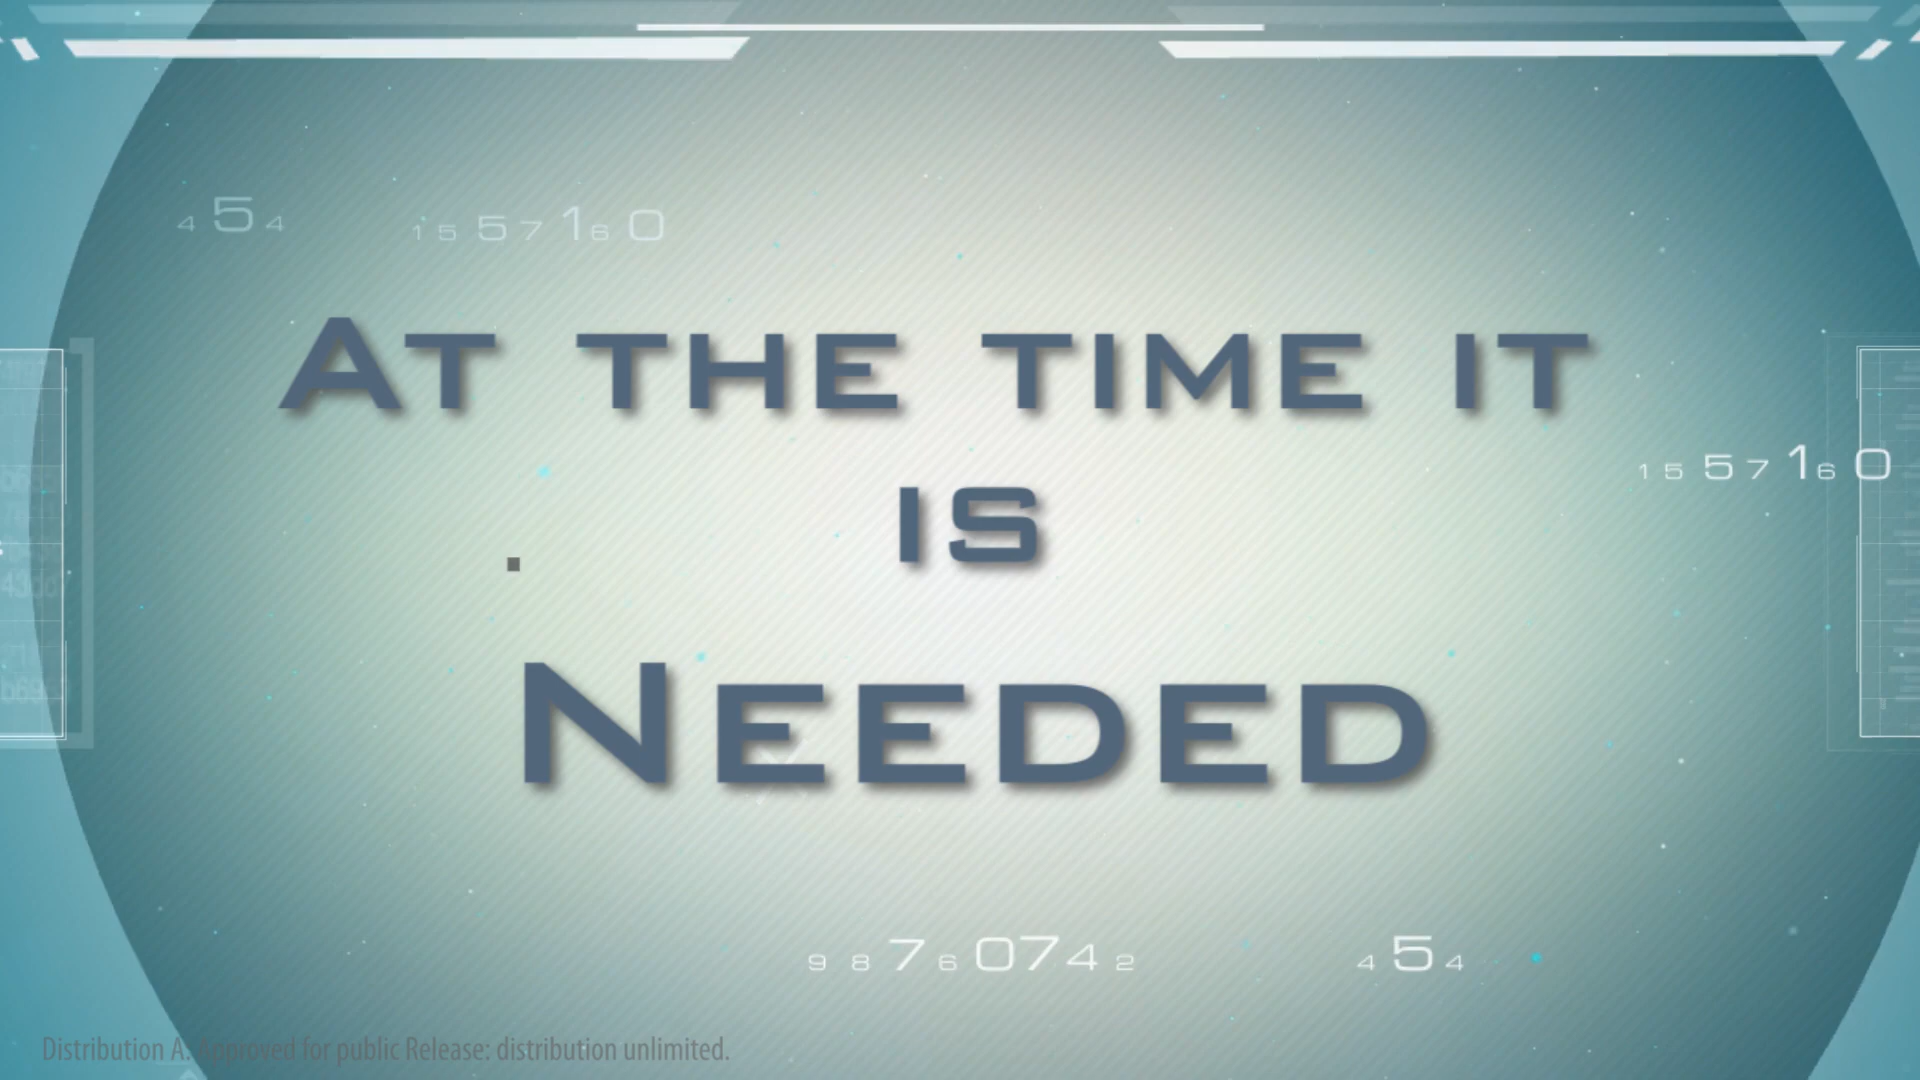 4 5 4
1 5 5 7 1 6 0
At the time it
1 5 5 7 1 6 0
is
.
Needed
9 8 7 6 0 7 4 2
4 5 4
Distribution A. Approved for public Release: distribution unlimited.